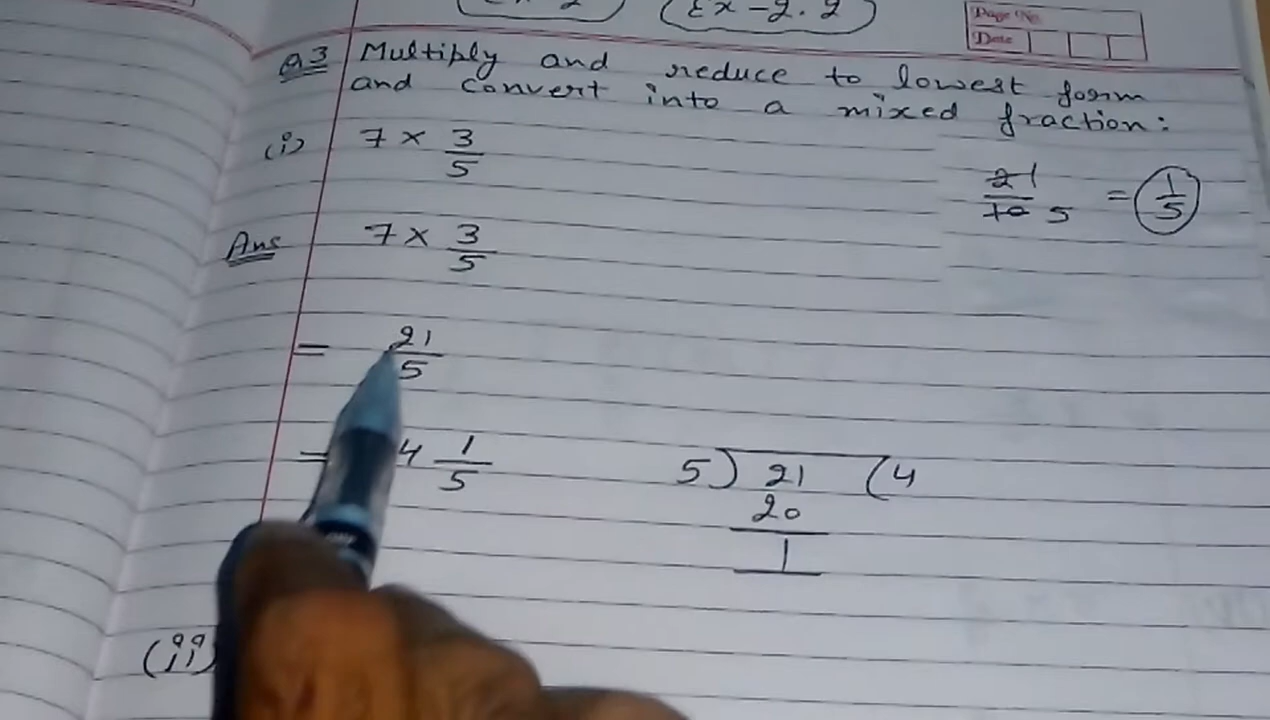 Ex - 2.2
Page No.
Date
Q3 Multiply and reduce to lowest form
and convert into a mixed fraction:
(i) 7 × 3/5
2/10 1/5 = 1/5
Ans 7 × 3/5
= 21/5
= 4 1/5
5) 21 (4
20
1
(ii)